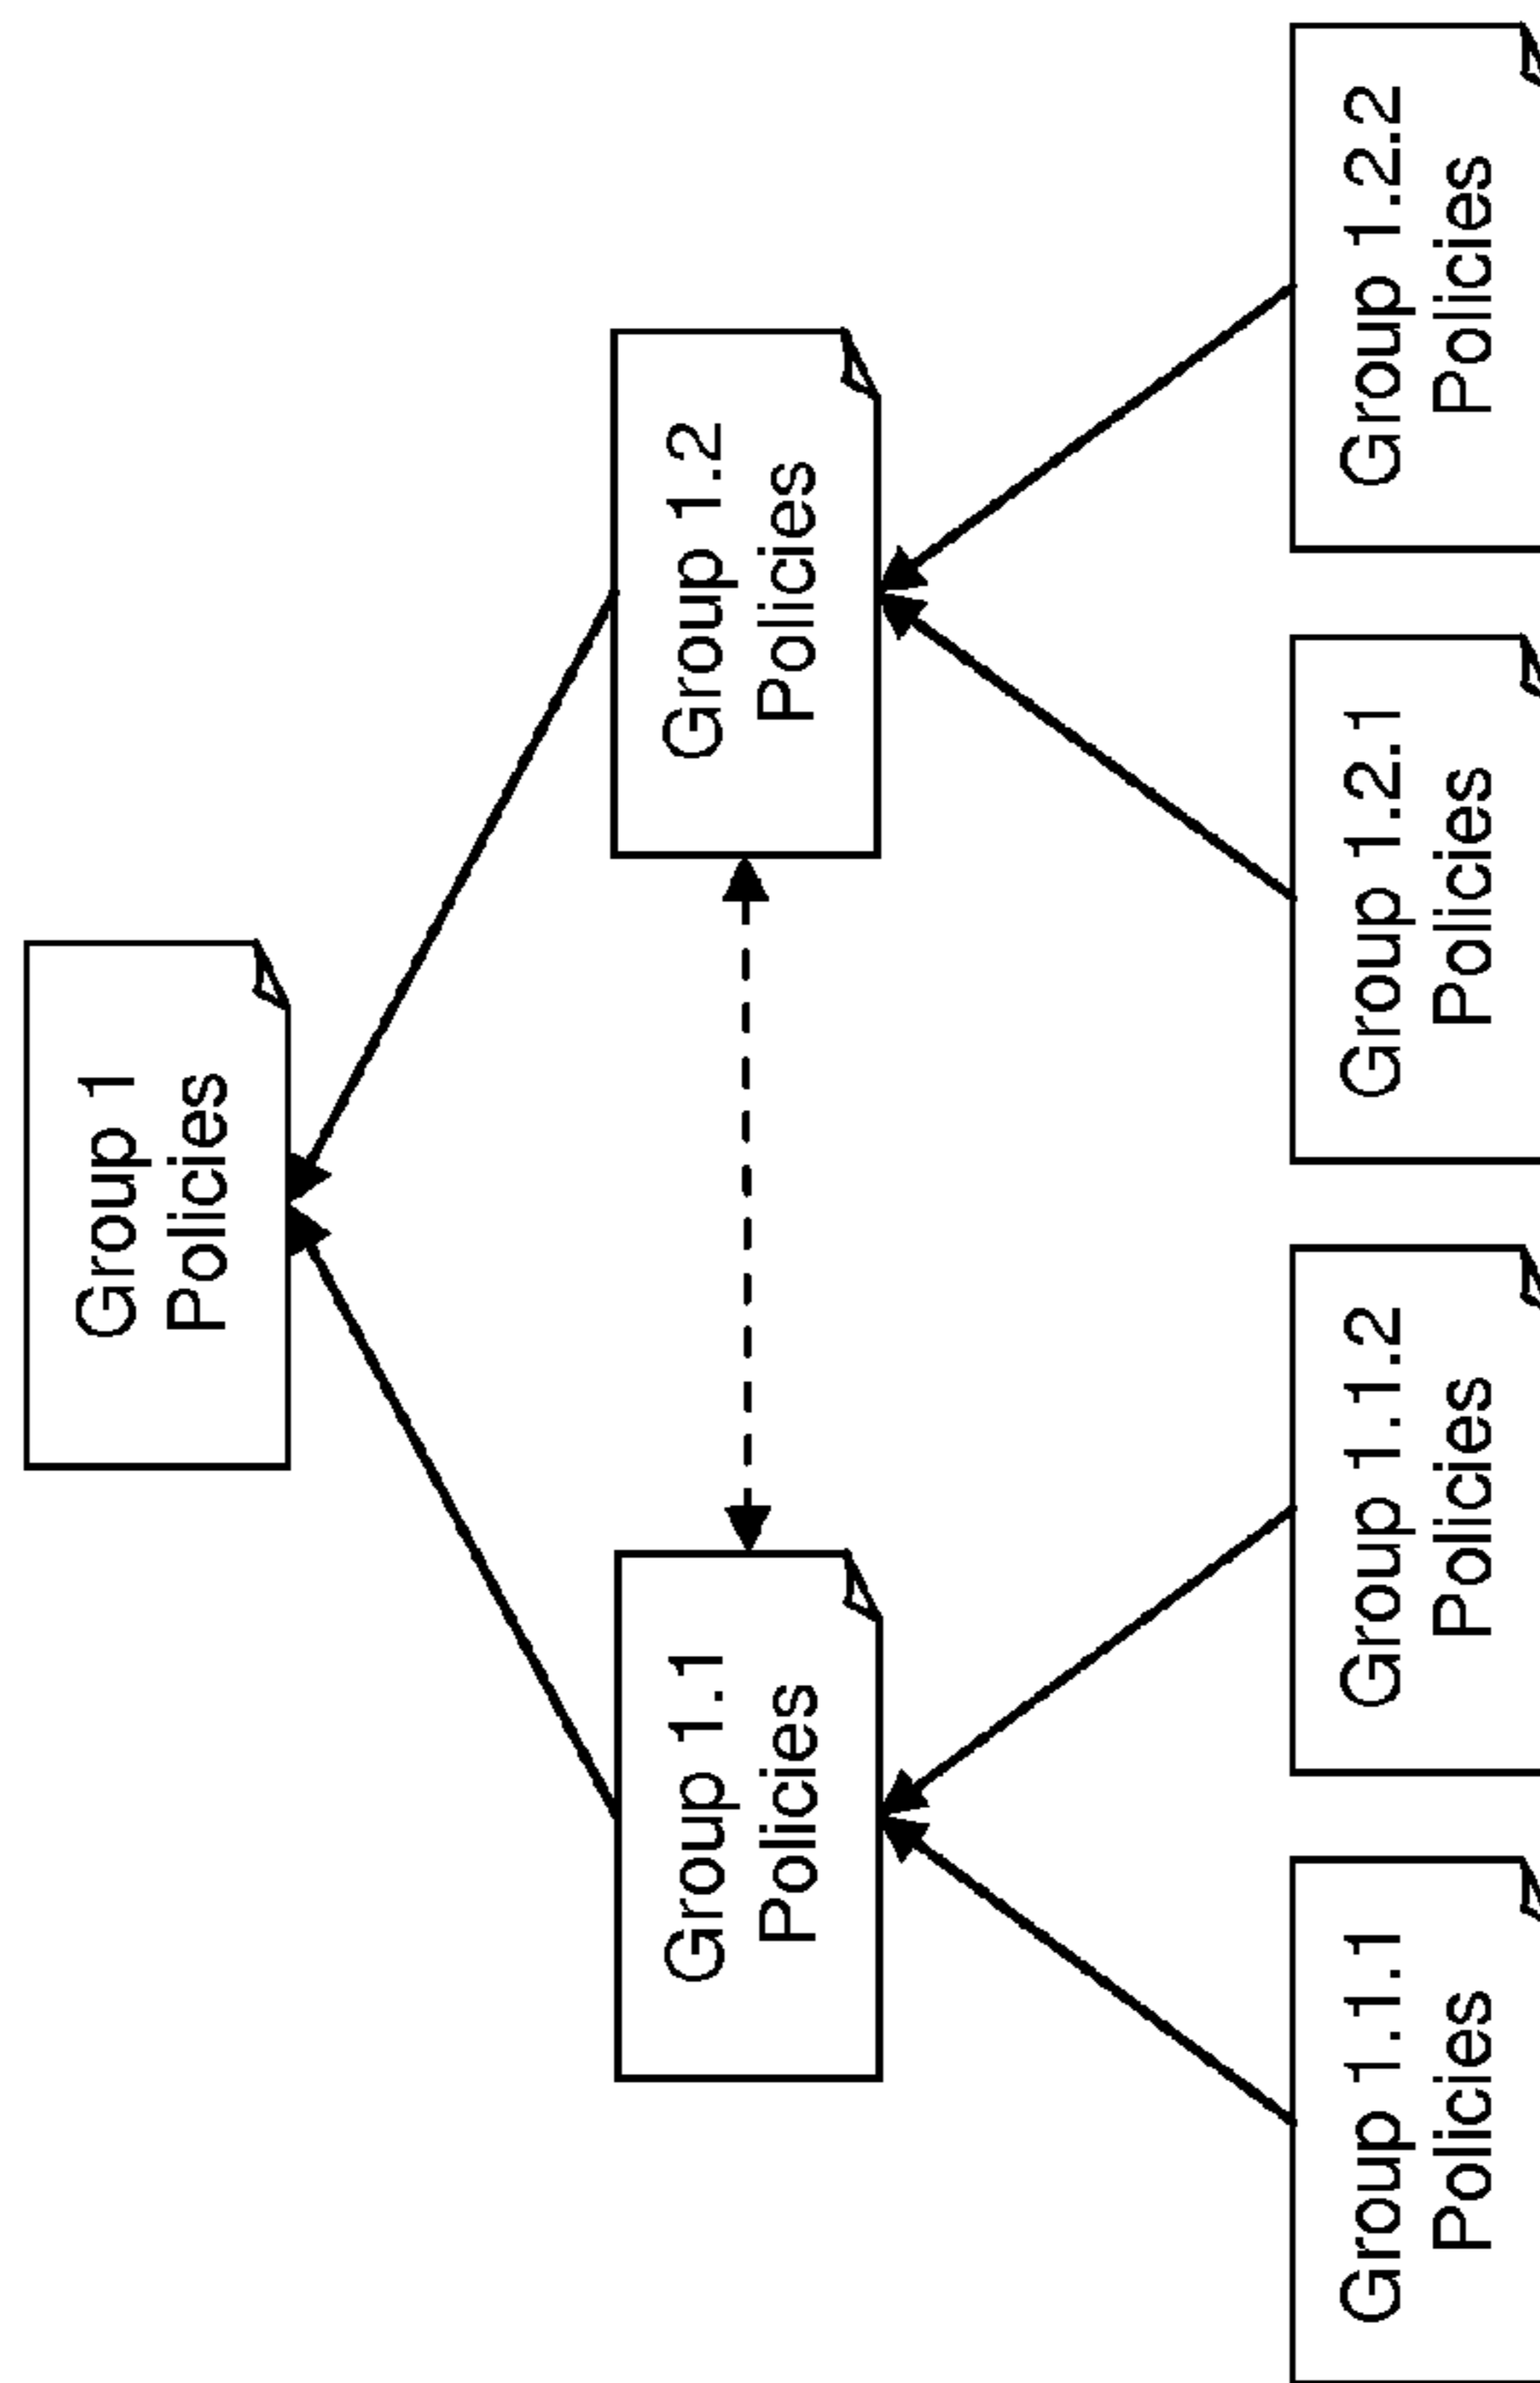 Group 1
Policies
Group 1.1
Policies
Group 1.2
Policies
Group 1.1.1
Policies
Group 1.1.2
Policies
Group 1.2.1
Policies
Group 1.2.2
Policies